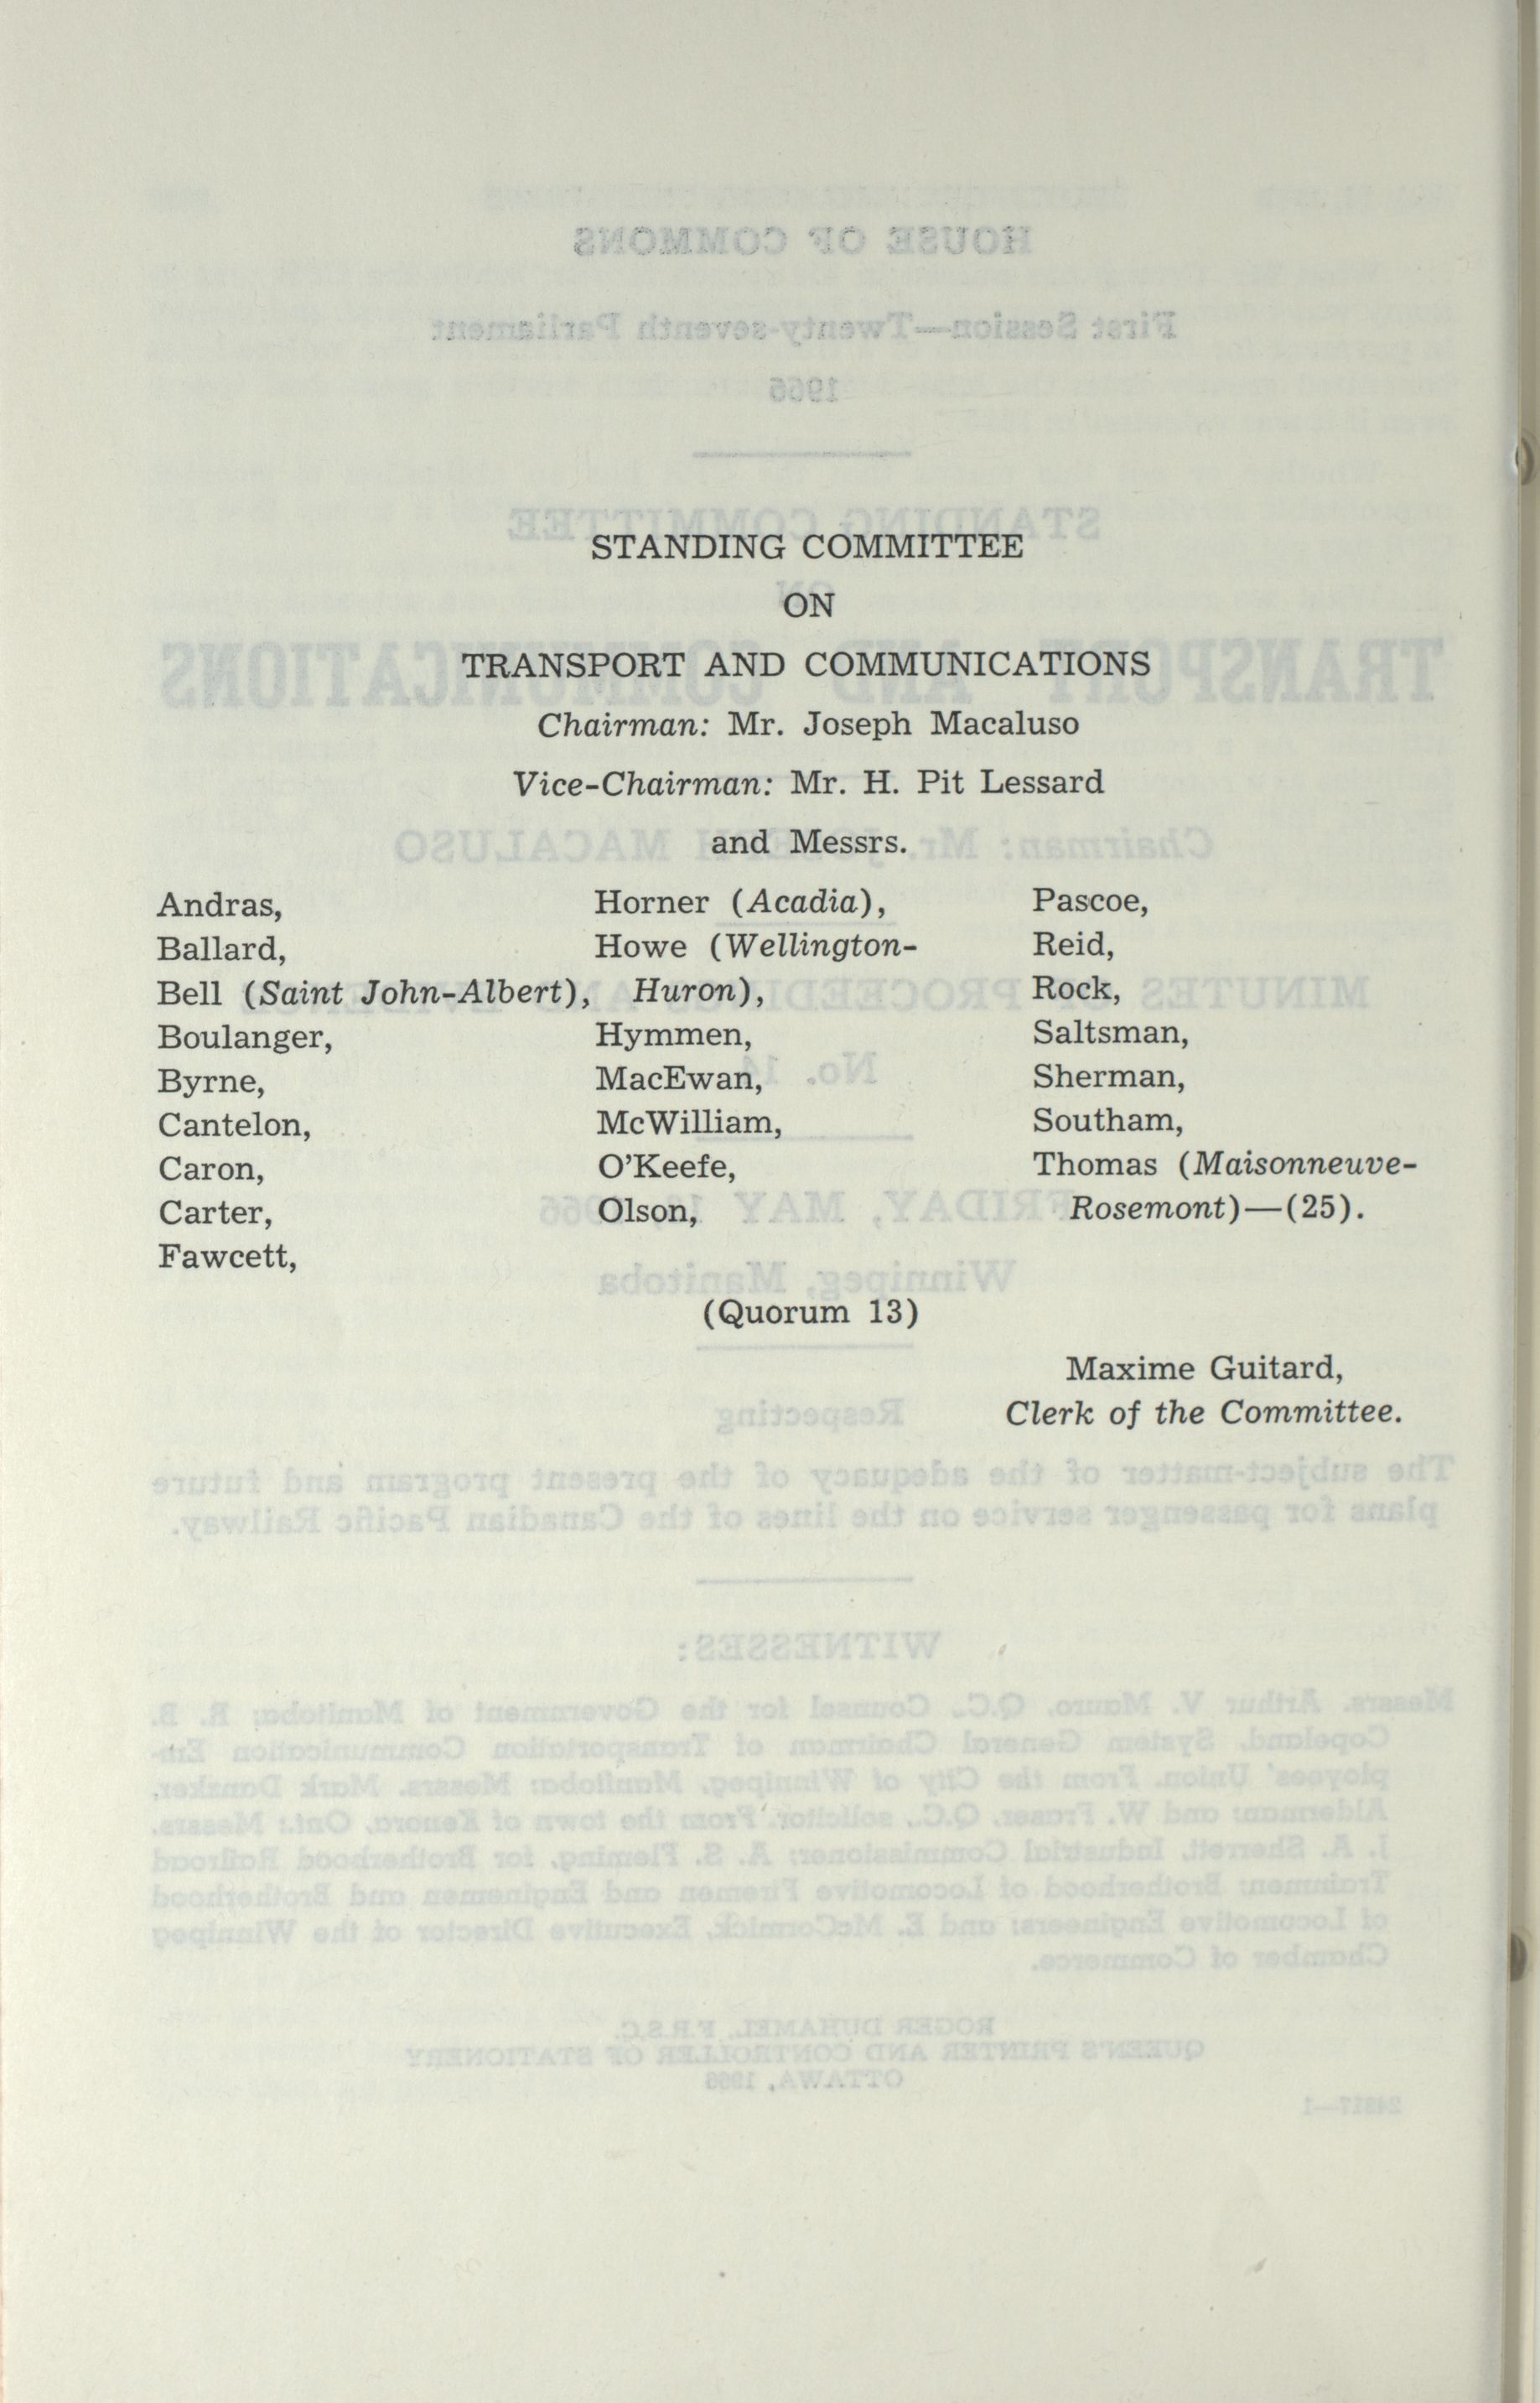 STANDING COMMITTEE
ON
TRANSPORT AND COMMUNICATIONS
Chairman: Mr. Joseph Macaluso
Vice-Chairman: Mr. H. Pit Lessard
and Messrs.
Andras,
Ballard,
Bell (Saint John-Albert),
Boulanger,
Byrne,
Cantelon,
Caron,
Carter,
Fawcett,
Horner (Acadia),
Howe (Wellington-
Huron),
Hymmen,
MacEwan,
McWilliam,
O'Keefe,
Olson,
Pascoe,
Reid,
Rock,
Saltsman,
Sherman,
Southam,
Thomas (Maisonneuve-
Rosemont)—(25).
(Quorum 13)
Maxime Guitard,
Clerk of the Committee.